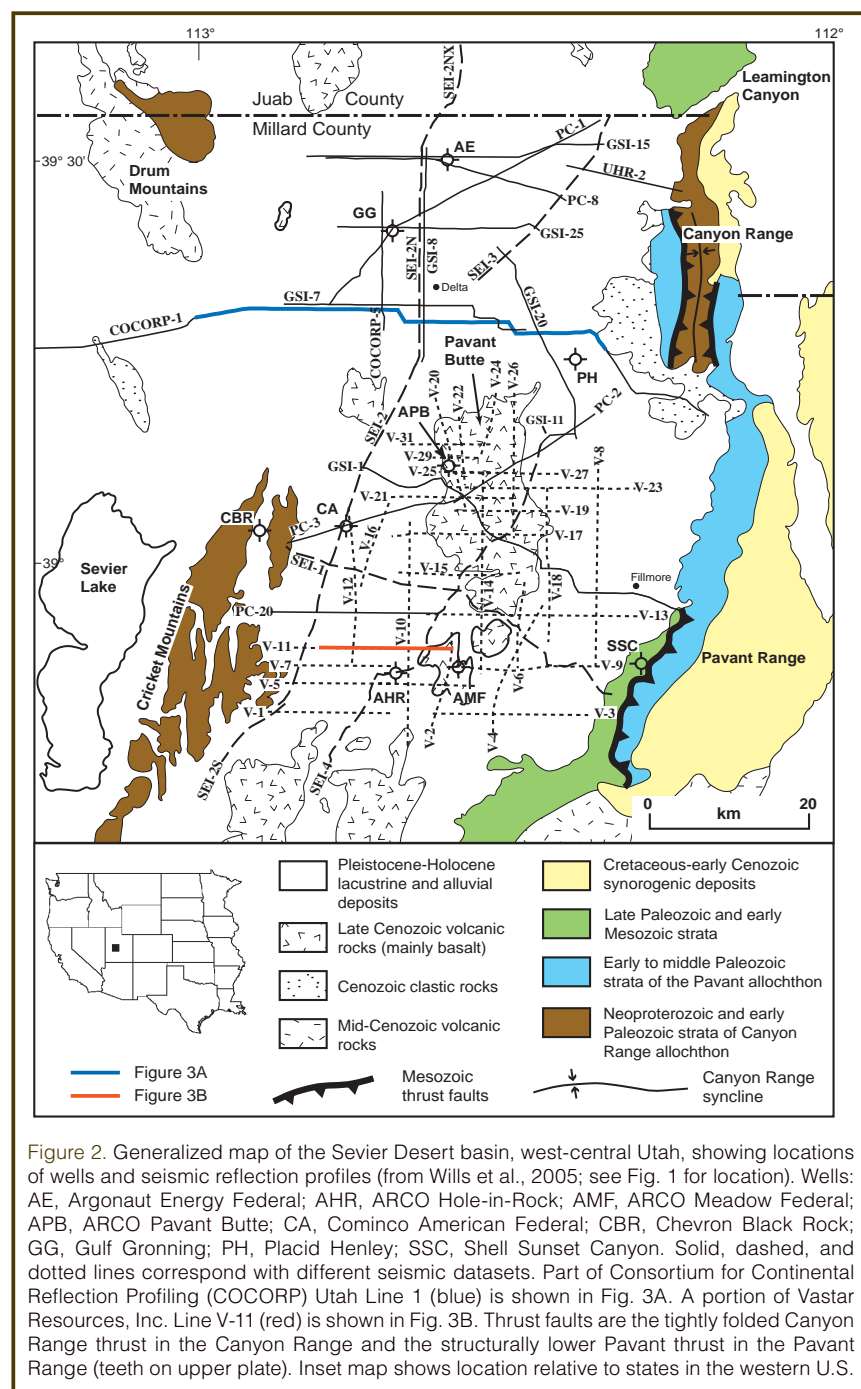 113°
112°
Leamington
Canyon
Juab County
Millard County
SEI-2NX
PC-1
AE
GSI-15
39° 30'
UHR-2
Drum
Mountains
PC-8
GG
SEI-2N
GSI-8
GSI-25
Canyon Range
SEI-3
Delta
GSI-7
GSI-20
COCORP-1
COCORP-5
Pavant
Butte
PH
V-20
V-22
V-24
V-26
PC-2
APB
SEI-2
GSI-11
V-31
V-29
V-25
V-8
GSI-1
V-27
V-23
V-21
CA
V-19
CBR
PC-3
V-16
V-17
SEI-1
39°
Sevier
Lake
V-15
V-12
V-14
V-18
Fillmore
PC-20
V-10
V-13
Cricket Mountains
V-11
SSC
Pavant Range
V-7
V-9
V-6
V-5
AHR
AMF
V-1
V-2
V-4
V-3
SEI-2S
SEI-4
0 20
km
Pleistocene-Holocene
lacustrine and alluvial
deposits
Late Cenozoic volcanic
rocks (mainly basalt)
Cenozoic clastic rocks
Mid-Cenozoic volcanic
rocks
Cretaceous-early Cenozoic
synorogenic deposits
Late Paleozoic and early
Mesozoic strata
Early to middle Paleozoic
strata of the Pavant allochthon
Neoproterozoic and early
Paleozoic strata of Canyon
Range allochthon
Figure 3A
Figure 3B
Mesozoic
thrust faults
Canyon Range
syncline
Figure 2. Generalized map of the Sevier Desert basin, west-central Utah, showing locations
of wells and seismic reflection profiles (from Wills et al., 2005; see Fig. 1 for location). Wells:
AE, Argonaut Energy Federal; AHR, ARCO Hole-in-Rock; AMF, ARCO Meadow Federal;
APB, ARCO Pavant Butte; CA, Cominco American Federal; CBR, Chevron Black Rock;
GG, Gulf Gronning; PH, Placid Henley; SSC, Shell Sunset Canyon. Solid, dashed, and
dotted lines correspond with different seismic datasets. Part of Consortium for Continental
Reflection Profiling (COCORP) Utah Line 1 (blue) is shown in Fig. 3A. A portion of Vastar
Resources, Inc. Line V-11 (red) is shown in Fig. 3B. Thrust faults are the tightly folded Canyon
Range thrust in the Canyon Range and the structurally lower Pavant thrust in the Pavant
Range (teeth on upper plate). Inset map shows location relative to states in the western U.S.